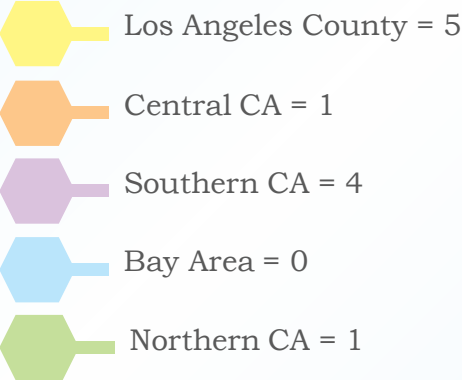 Los Angeles County = 5
Central CA = 1
Southern CA = 4
Bay Area = 0
Northern CA = 1